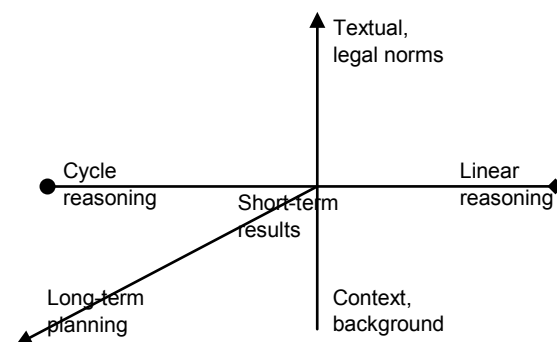 Textual,
legal norms
Cycle
reasoning
Linear
reasoning
Short-term
results
Long-term
planning
Context,
background